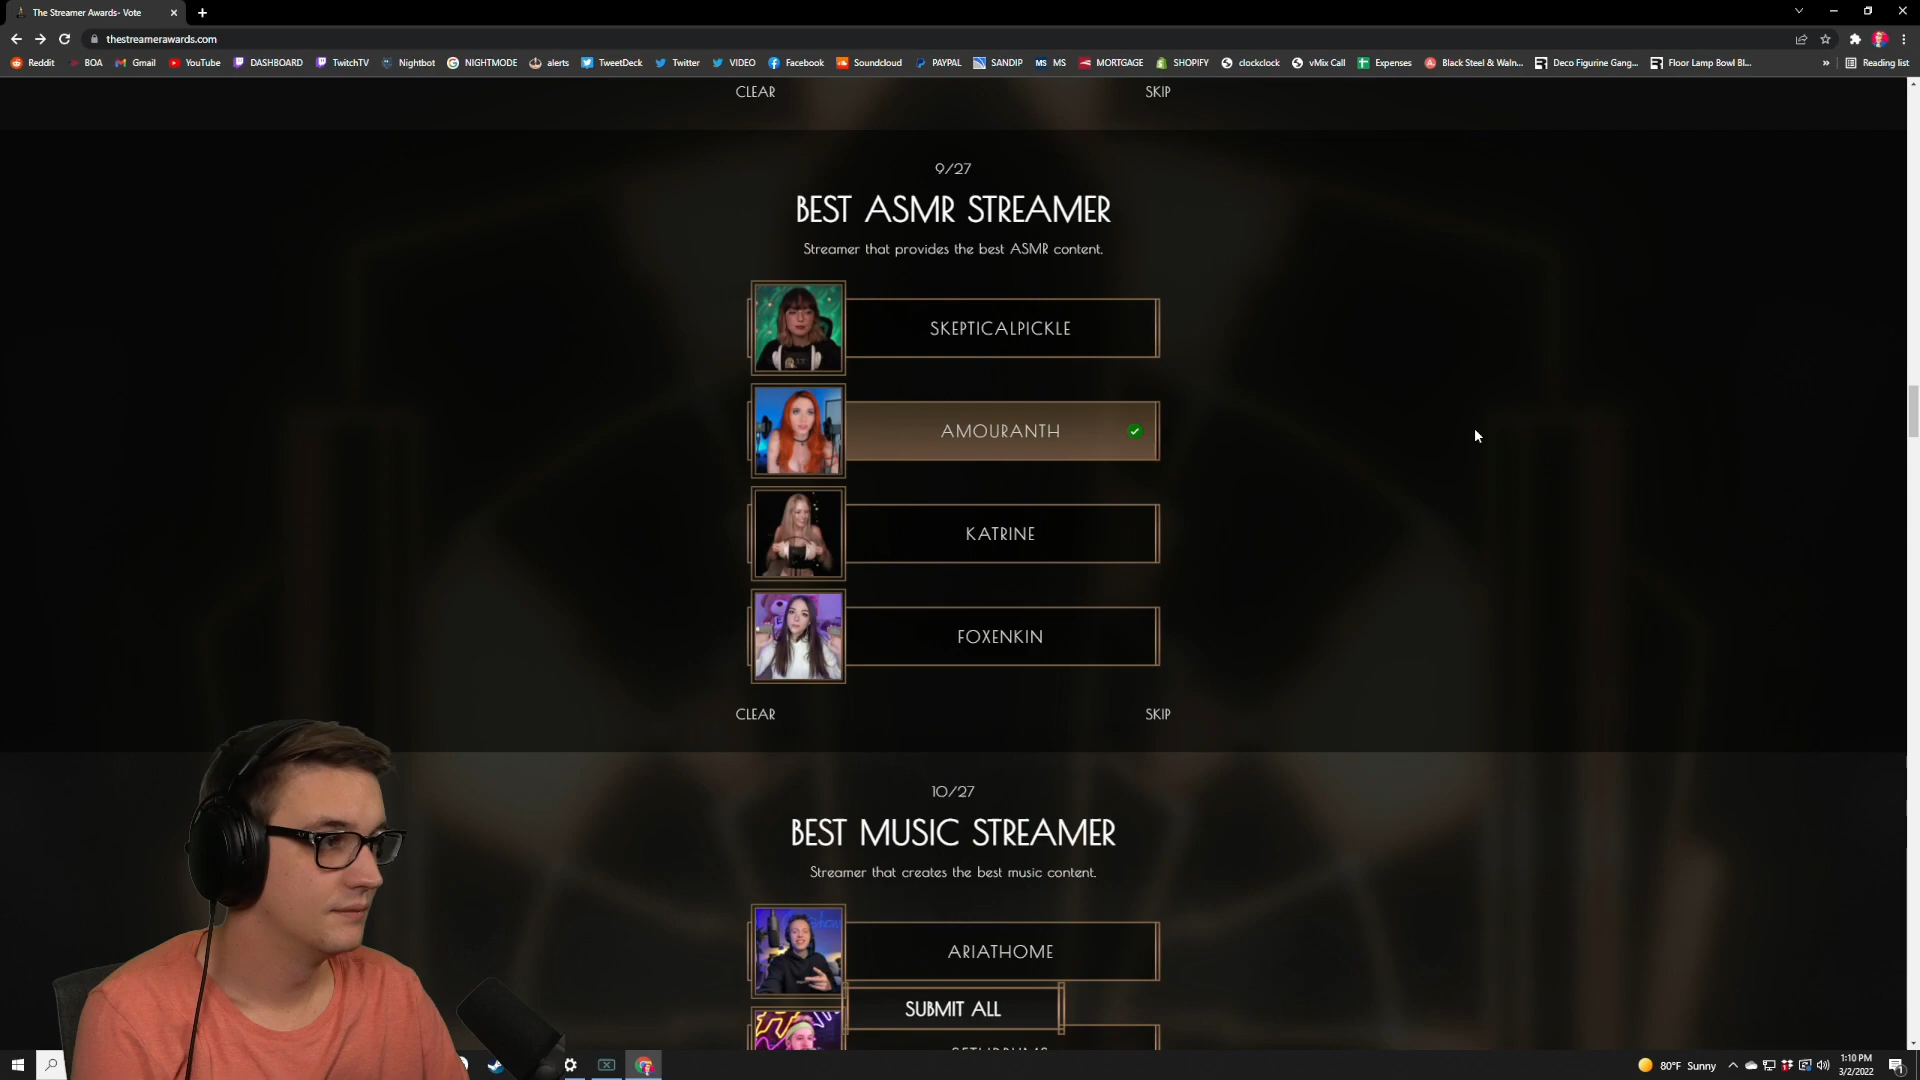 The Streamer Awards- Vote
thestreamerawards.com
Reddit BOA Gmail YouTube DASHBOARD TwitchTV Nightbot NIGHTMODE alerts TweetDeck Twitter VIDEO Facebook Soundcloud PAYPAL SANDIP MS MS MORTGAGE SHOPIFY clockclock vMix Call Expenses Black Steel & Waln... Deco Figurine Gang... Floor Lamp Bowl Bl... » Reading list
CLEAR SKIP
9/27
BEST ASMR STREAMER
Streamer that provides the best ASMR content.
SKEPTICALPICKLE
AMOURANTH
KATRINE
FOXENKIN
CLEAR SKIP
10/27
BEST MUSIC STREAMER
Streamer that creates the best music content.
ARIATHOME
SUBMIT ALL
80°F Sunny
1:10 PM
3/2/2022